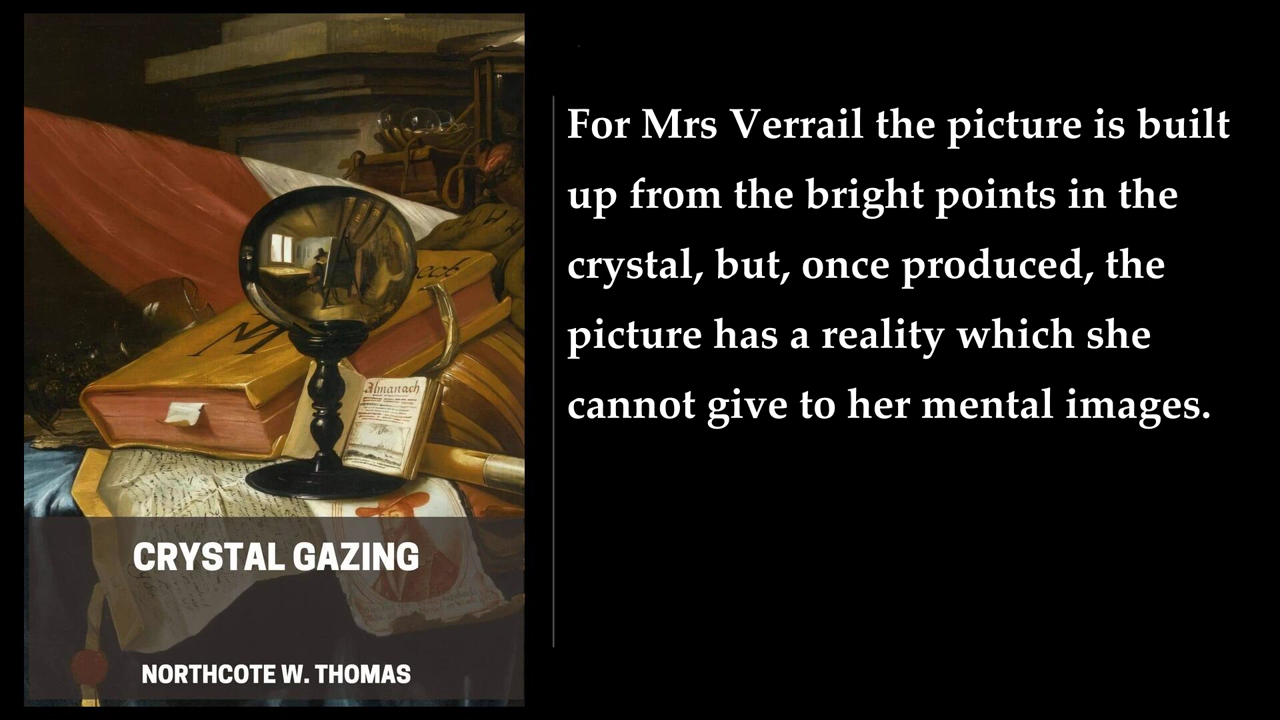 For Mrs Verrail the picture is built
up from the bright points in the
crystal, but, once produced, the
picture has a reality which she
cannot give to her mental images.
M
Almanach
CRYSTAL GAZING
NORTHCOTE W. THOMAS